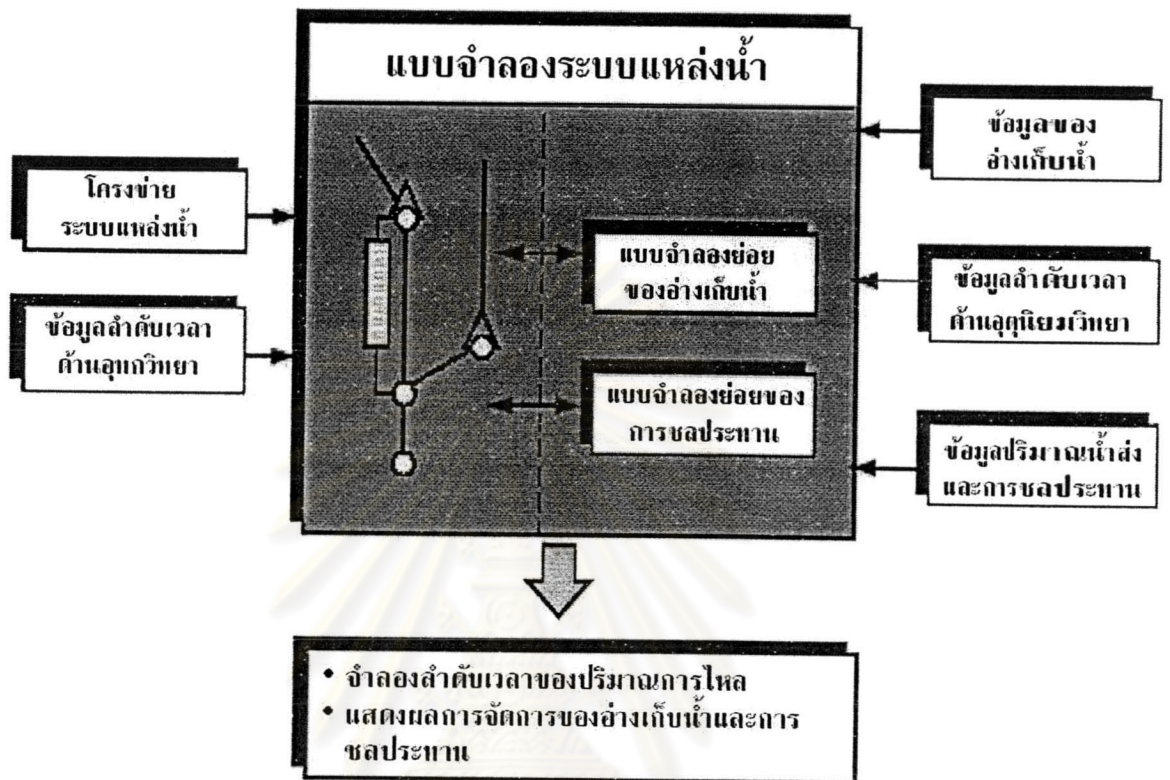 แบบจำลองระบบแหล่งน้ำ
โครงข่าย
ระบบแหล่งน้ำ
ข้อมูลลำดับเวลา
ด้านอุทกวิทยา
แบบจำลองย่อย
ของอ่างเก็บน้ำ
แบบจำลองย่อยของ
การชลประทาน
ข้อมูลของ
อ่างเก็บน้ำ
ข้อมูลลำดับเวลา
ด้านอุตุนิยมวิทยา
ข้อมูลปริมาณน้ำส่ง
และการชลประทาน
• จำลองลำดับเวลาของปริมาณการไหล
• แสดงผลการจัดการของอ่างเก็บน้ำและการ
ชลประทาน